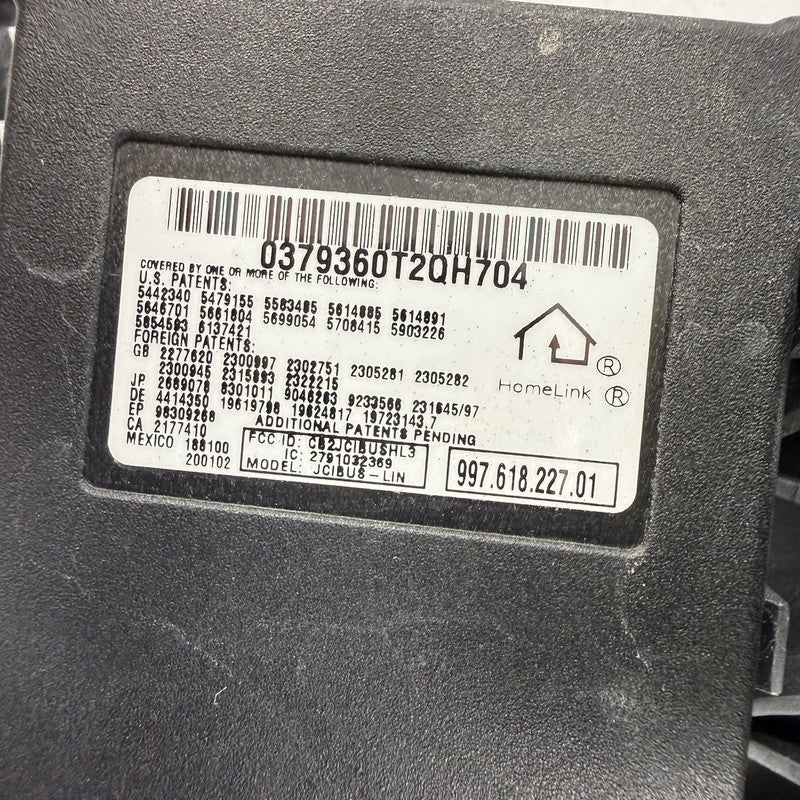 0379360T2QH704
COVERED BY ONE OR MORE OF THE FOLLOWING:
U.S. PATENTS:
5442340 5479155 5583485 5614885 5614891
5646701 5661804 5699054 5708415 5903226
5854593 6137421
FOREIGN PATENTS:
GB 2277620 2300997 2302751 2305281 2305282
2300945 2315893 2322215
JP 2689078 8301011 9046263 9233566 231645/97
DE 4414350 19619798 19624817 19723143.7
EP 98309268
CA 2177410
MEXICO 188100
200102
ADDITIONAL PATENTS PENDING
FCC ID: CB2JCIBUSHL3
IC: 2791032369
MODEL: JCIBUS-LIN
HomeLink ®
®
997.618.227.01